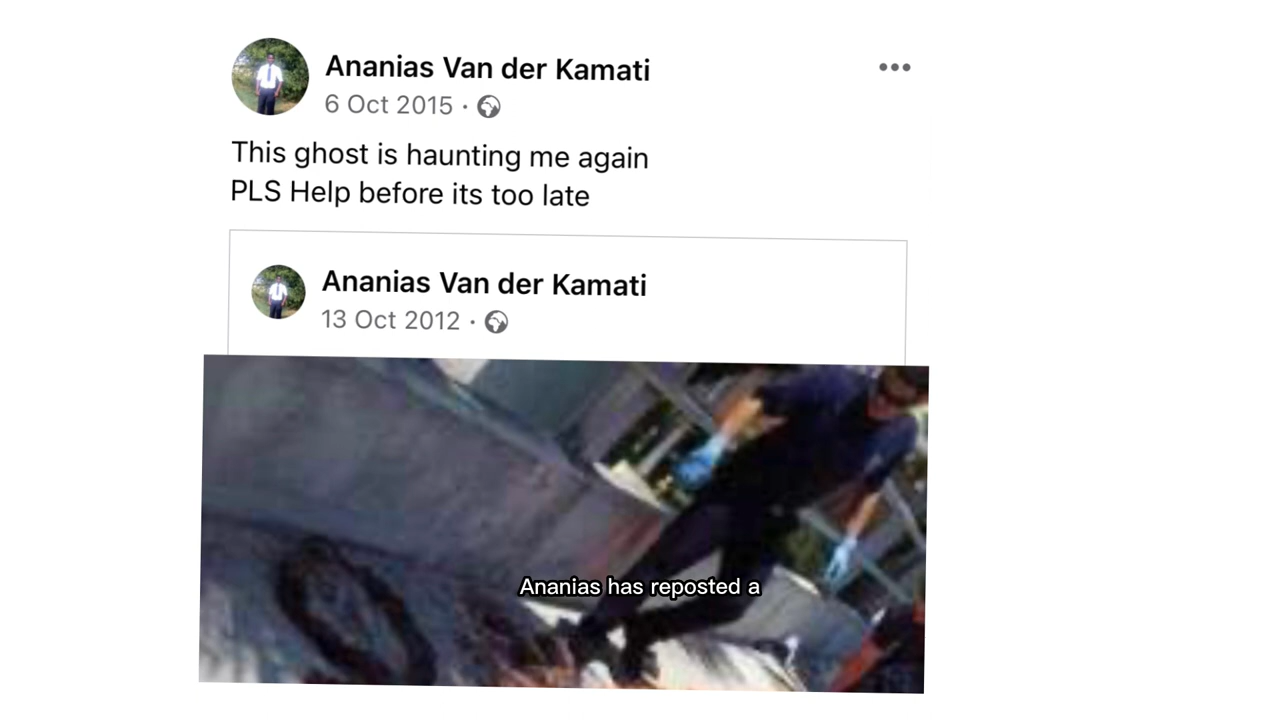 Ananias Van der Kamati
6 Oct 2015 ·
This ghost is haunting me again
PLS Help before its too late
Ananias Van der Kamati
13 Oct 2012 ·
Ananias has reposted a